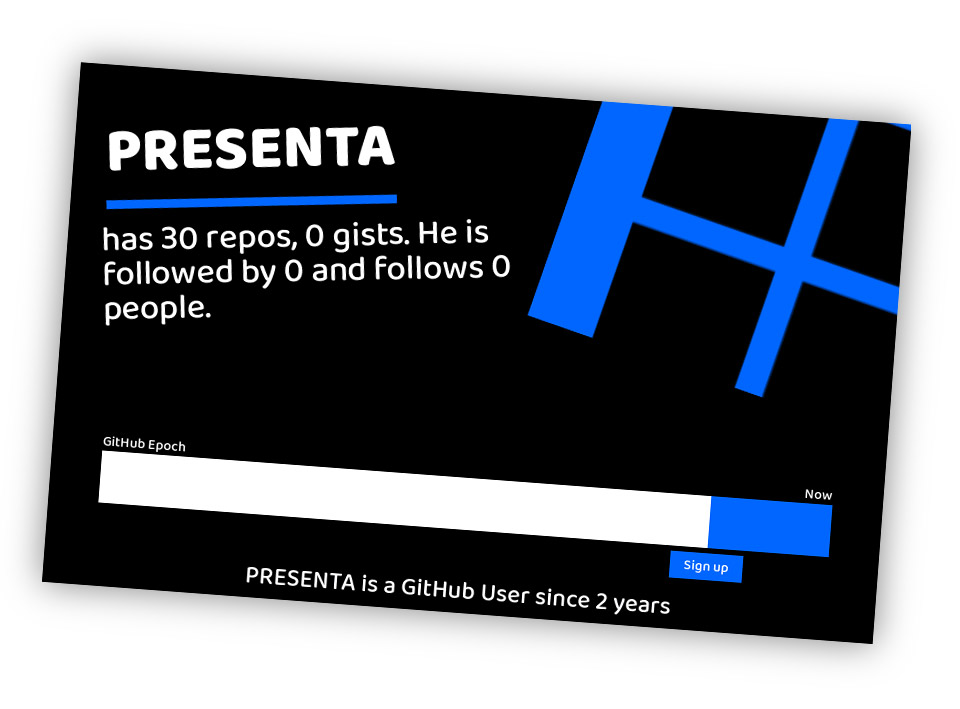 PRESENTA
has 30 repos, 0 gists. He is
followed by 0 and follows 0
people.
GitHub Epoch
Now
Sign up
PRESENTA is a GitHub User since 2 years